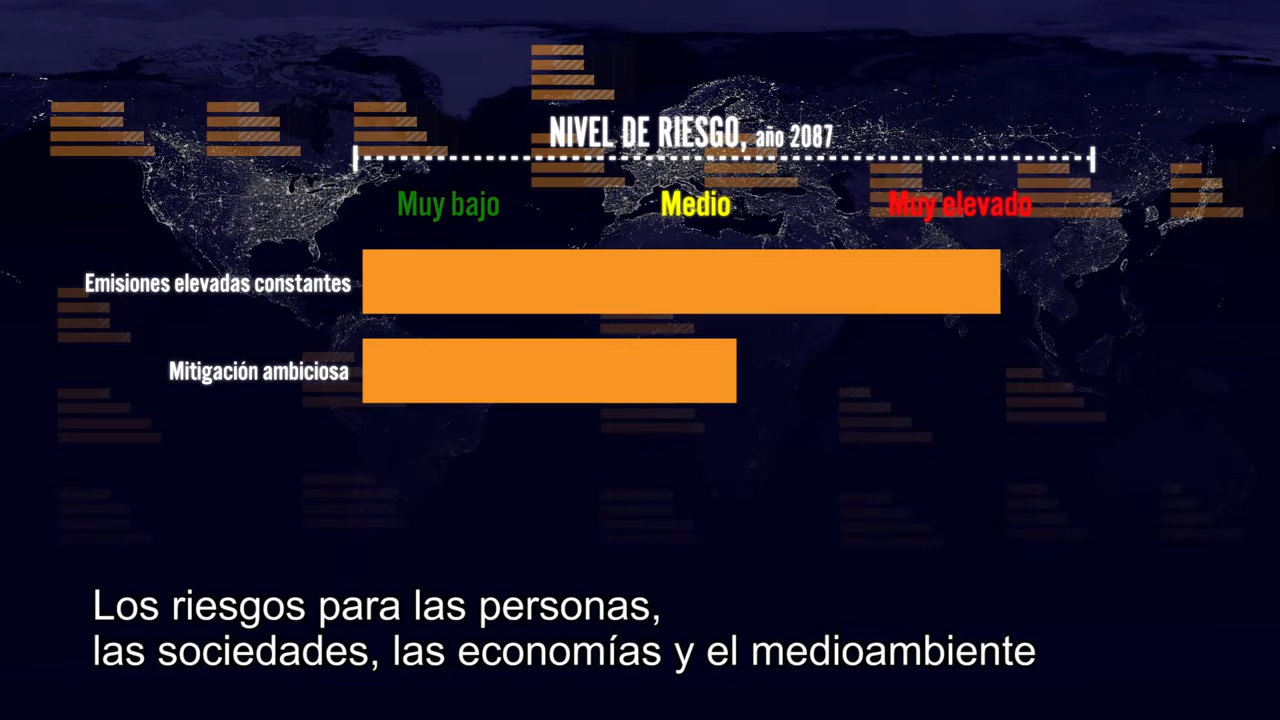 NIVEL DE RIESGO, año 2087
Muy bajo
Medio
Muy elevado
Emisiones elevadas constantes
Mitigación ambiciosa
Los riesgos para las personas,
las sociedades, las economías y el medioambiente